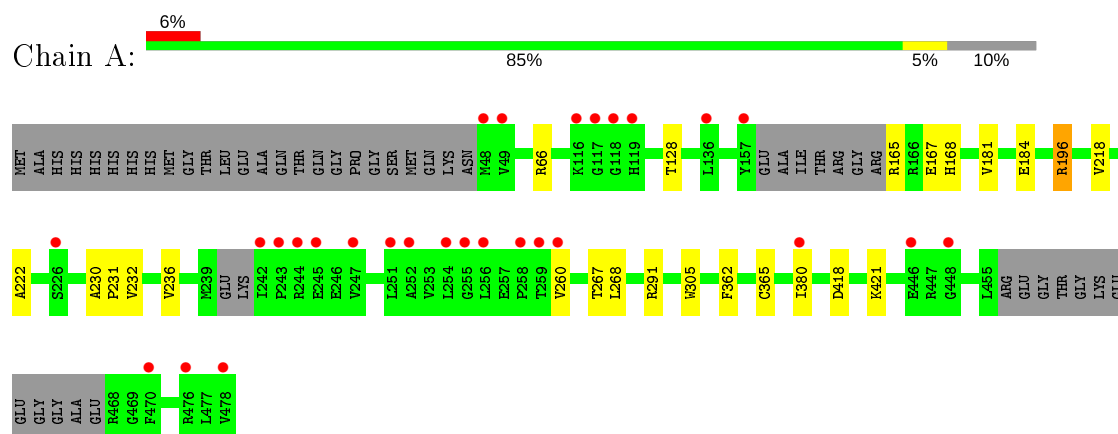 6%
Chain A:
85% 5% 10%
MET ALA HIS HIS HIS HIS HIS HIS MET GLY THR LEU GLU ALA GLN THR GLN GLY PRO GLY SER MET GLN LYS ASN M48 V49 R66 K116 G117 G118 H119 T128 L136 Y157 GLU ALA ILE THR ARG GLY ARG R165 R166 E167 H168 V181 E184 R196 V218
A222 S226 A230 P231 V232 V236 M239 GLU LYS I242 P243 R244 E245 E246 V247 L251 A252 V253 L254 G255 L256 E257 P258 T259 V260 T267 L268 R291 W305 F362 C365 I380 D418 K421 E446 R447 G448 L455 ARG GLU GLY THR GLY LYS GLU
GLU GLY GLY ALA GLU R468 G469 F470 R476 L477 V478